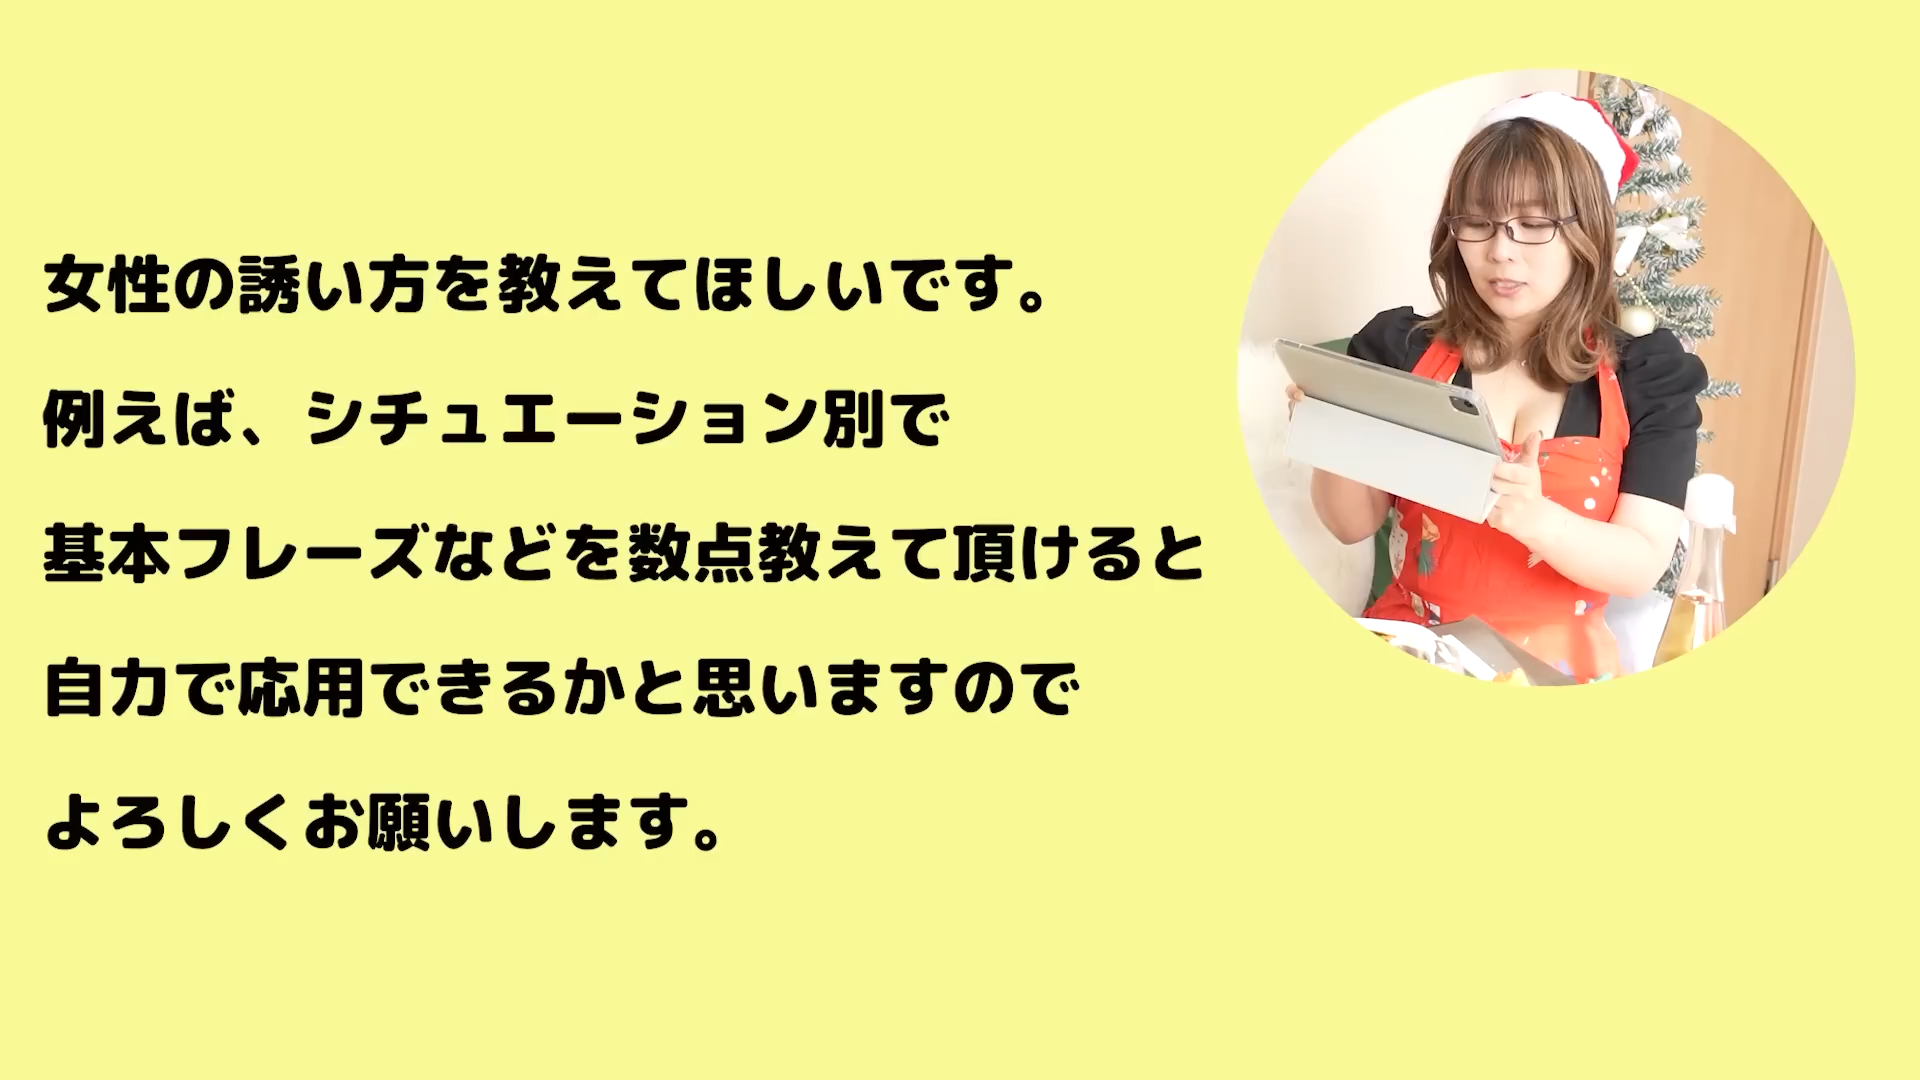 女性の誘い方を教えてほしいです。
例えば、シチュエーション別で
基本フレーズなどを数点教えて頂けると
自力で応用できるかと思いますので
よろしくお願いします。